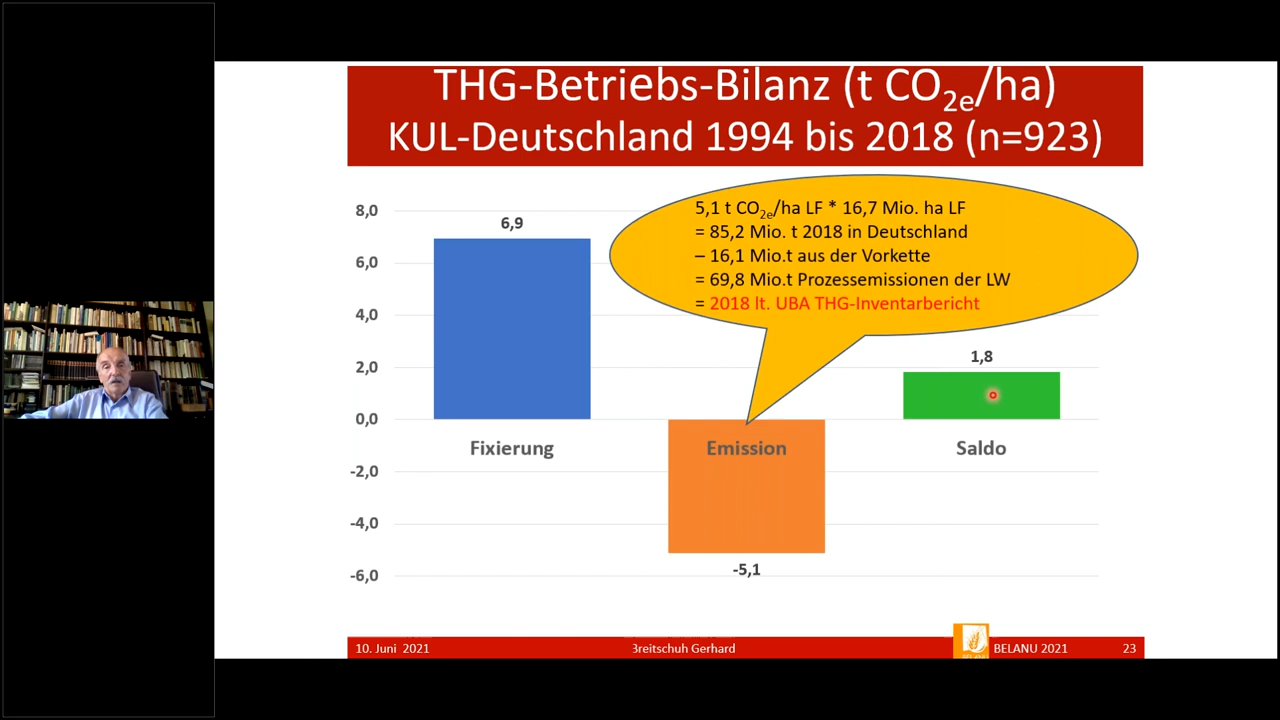 THG-Betriebs-Bilanz (t CO2e/ha)
KUL-Deutschland 1994 bis 2018 (n=923)
5,1 t CO2e/ha LF * 16,7 Mio. ha LF
= 85,2 Mio. t 2018 in Deutschland
– 16,1 Mio.t aus der Vorkette
= 69,8 Mio.t Prozessemissionen der LW
= 2018 lt. UBA THG-Inventarbericht
8,0
6,0
4,0
2,0
0,0
-2,0
-4,0
-6,0
6,9
1,8
Fixierung
Emission
Saldo
-5,1
10. Juni 2021
Breitschuh Gerhard
BELANU 2021
23